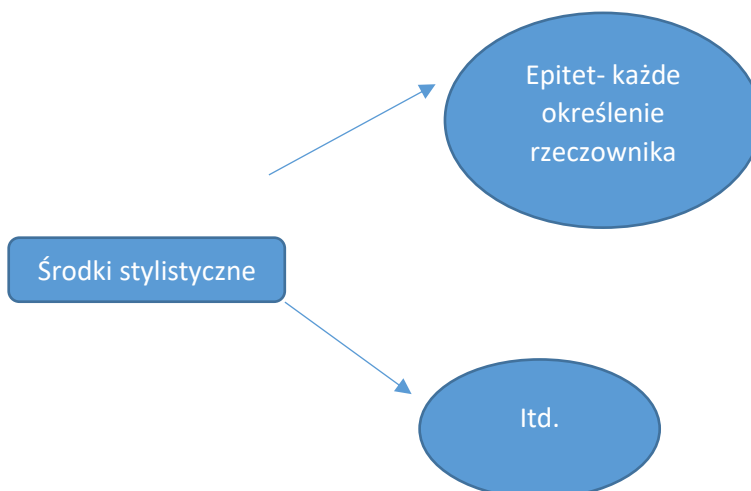 Epitet- każde
określenie
rzeczownika
Środki stylistyczne
Itd.